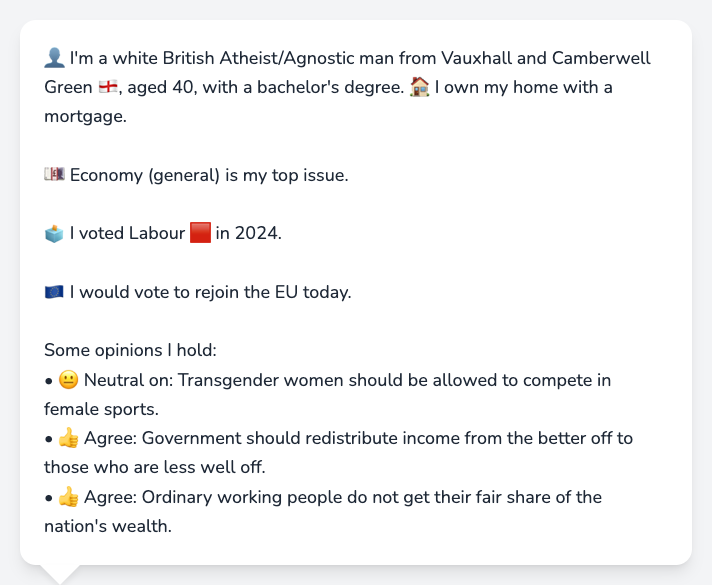 👤 I'm a white British Atheist/Agnostic man from Vauxhall and Camberwell
Green 🏴󠁧󠁢󠁥󠁮󠁧󠁿, aged 40, with a bachelor's degree. 🏠 I own my home with a
mortgage.
💷 Economy (general) is my top issue.
🗳️ I voted Labour 🟥 in 2024.
🇪🇺 I would vote to rejoin the EU today.
Some opinions I hold:
• 😐 Neutral on: Transgender women should be allowed to compete in
female sports.
• 👍 Agree: Government should redistribute income from the better off to
those who are less well off.
• 👍 Agree: Ordinary working people do not get their fair share of the
nation's wealth.